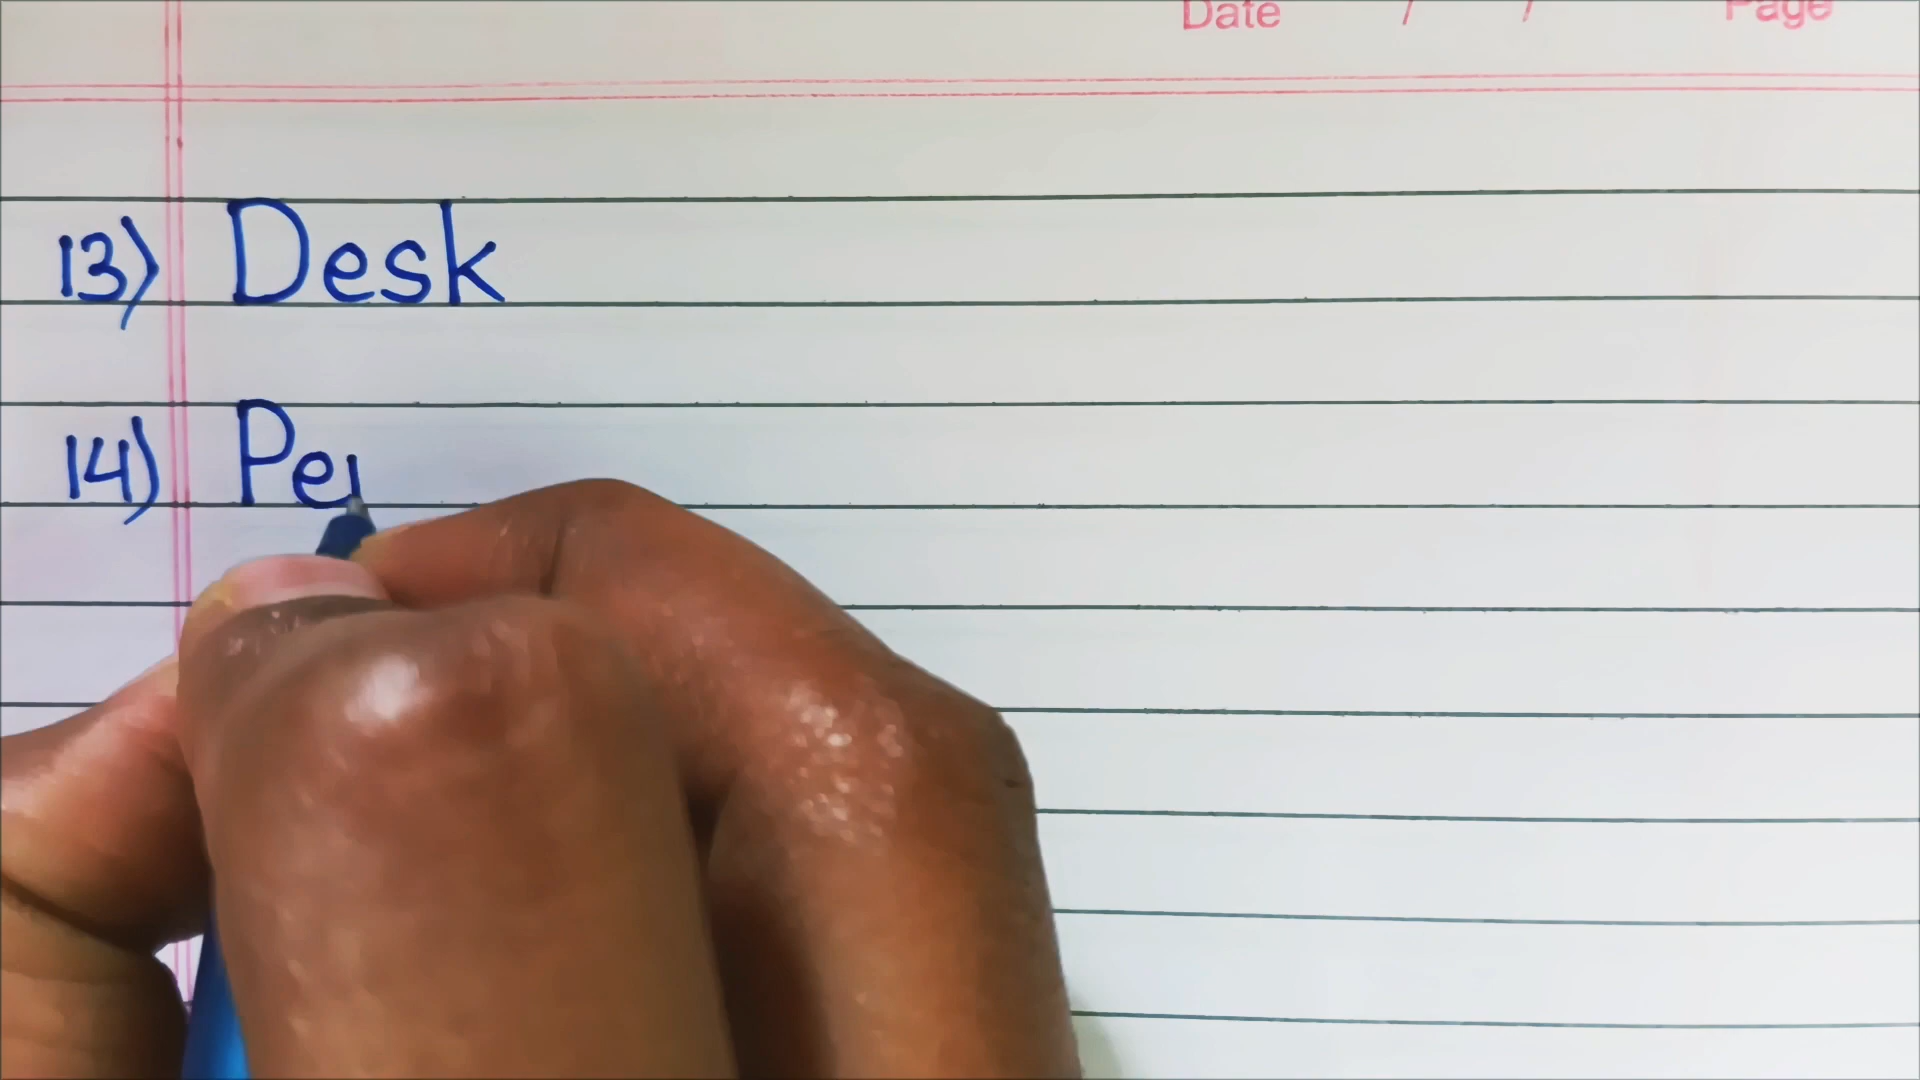 Date / / Page
13) Desk
14) Pe